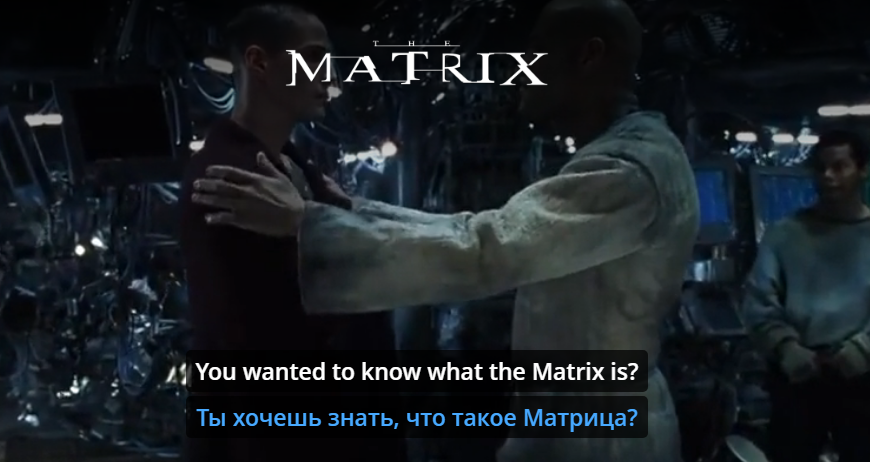 THE
MATRIX
You wanted to know what the Matrix is?
Ты хочешь знать, что такое Матрица?